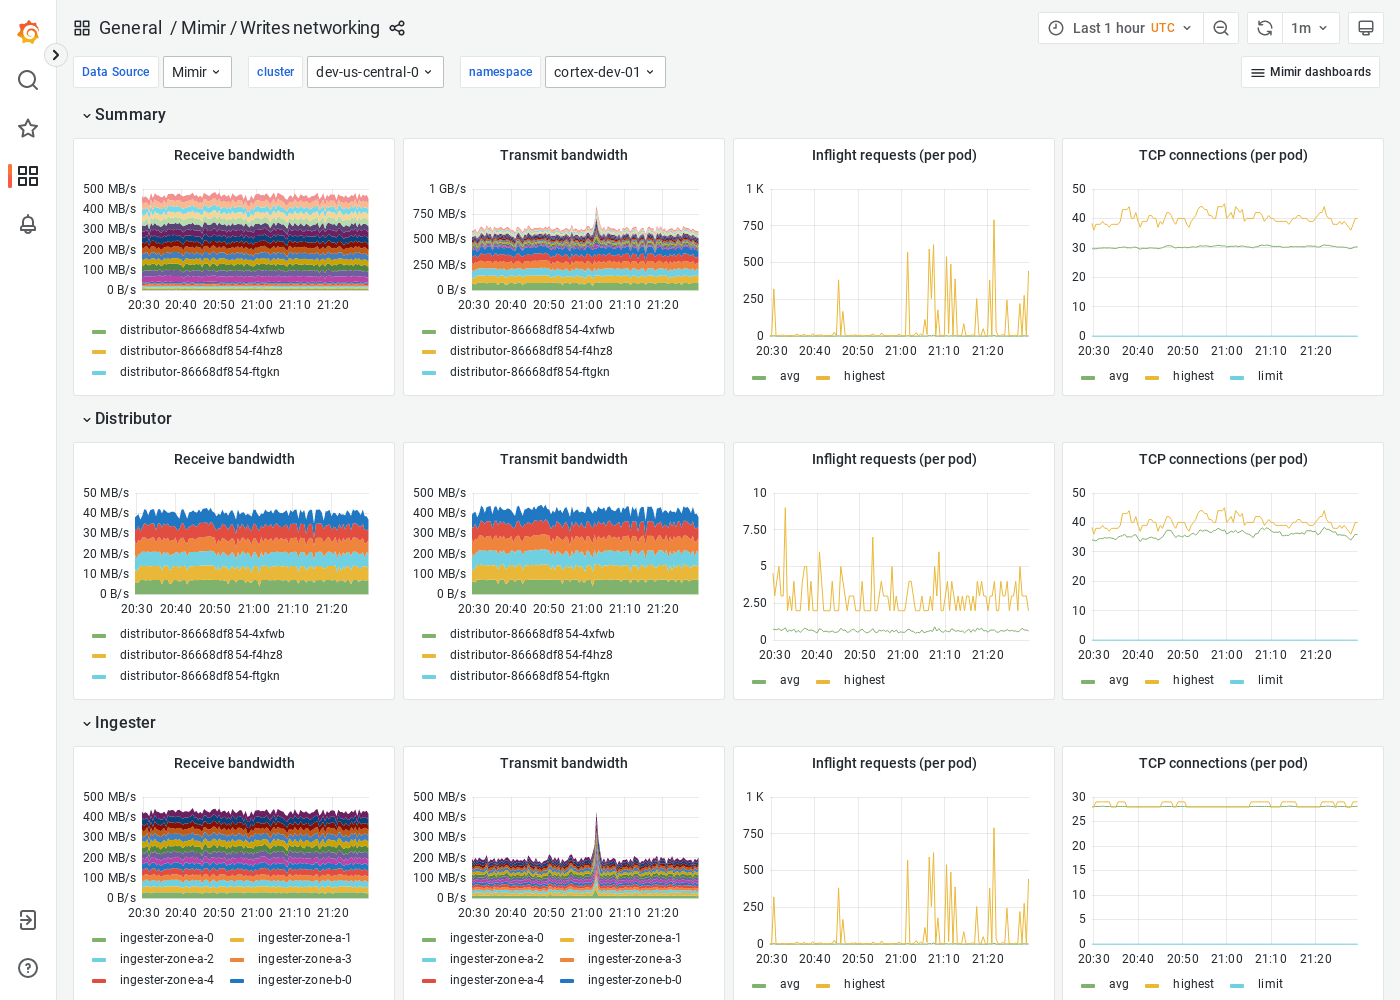 General / Mimir / Writes networking
Last 1 hour UTC
1m
Data Source Mimir cluster dev-us-central-0 namespace cortex-dev-01
Mimir dashboards
Summary
Receive bandwidth
500 MB/s
400 MB/s
300 MB/s
200 MB/s
100 MB/s
0 B/s
20:30 20:40 20:50 21:00 21:10 21:20
distributor-86668df854-4xfwb
distributor-86668df854-f4hz8
distributor-86668df854-ftgkn
Transmit bandwidth
1 GB/s
750 MB/s
500 MB/s
250 MB/s
0 B/s
20:30 20:40 20:50 21:00 21:10 21:20
distributor-86668df854-4xfwb
distributor-86668df854-f4hz8
distributor-86668df854-ftgkn
Inflight requests (per pod)
1 K
750
500
250
0
20:30 20:40 20:50 21:00 21:10 21:20
avg highest
TCP connections (per pod)
50
40
30
20
10
0
20:30 20:40 20:50 21:00 21:10 21:20
avg highest limit
Distributor
Receive bandwidth
50 MB/s
40 MB/s
30 MB/s
20 MB/s
10 MB/s
0 B/s
20:30 20:40 20:50 21:00 21:10 21:20
distributor-86668df854-4xfwb
distributor-86668df854-f4hz8
distributor-86668df854-ftgkn
Transmit bandwidth
500 MB/s
400 MB/s
300 MB/s
200 MB/s
100 MB/s
0 B/s
20:30 20:40 20:50 21:00 21:10 21:20
distributor-86668df854-4xfwb
distributor-86668df854-f4hz8
distributor-86668df854-ftgkn
Inflight requests (per pod)
10
7.50
5
2.50
0
20:30 20:40 20:50 21:00 21:10 21:20
avg highest
TCP connections (per pod)
50
40
30
20
10
0
20:30 20:40 20:50 21:00 21:10 21:20
avg highest limit
Ingester
Receive bandwidth
500 MB/s
400 MB/s
300 MB/s
200 MB/s
100 MB/s
0 B/s
20:30 20:40 20:50 21:00 21:10 21:20
ingester-zone-a-0 ingester-zone-a-1
ingester-zone-a-2 ingester-zone-a-3
ingester-zone-a-4 ingester-zone-b-0
Transmit bandwidth
500 MB/s
400 MB/s
300 MB/s
200 MB/s
100 MB/s
0 B/s
20:30 20:40 20:50 21:00 21:10 21:20
ingester-zone-a-0 ingester-zone-a-1
ingester-zone-a-2 ingester-zone-a-3
ingester-zone-a-4 ingester-zone-b-0
Inflight requests (per pod)
1 K
750
500
250
0
20:30 20:40 20:50 21:00 21:10 21:20
avg highest
TCP connections (per pod)
30
25
20
15
10
5
0
20:30 20:40 20:50 21:00 21:10 21:20
avg highest limit